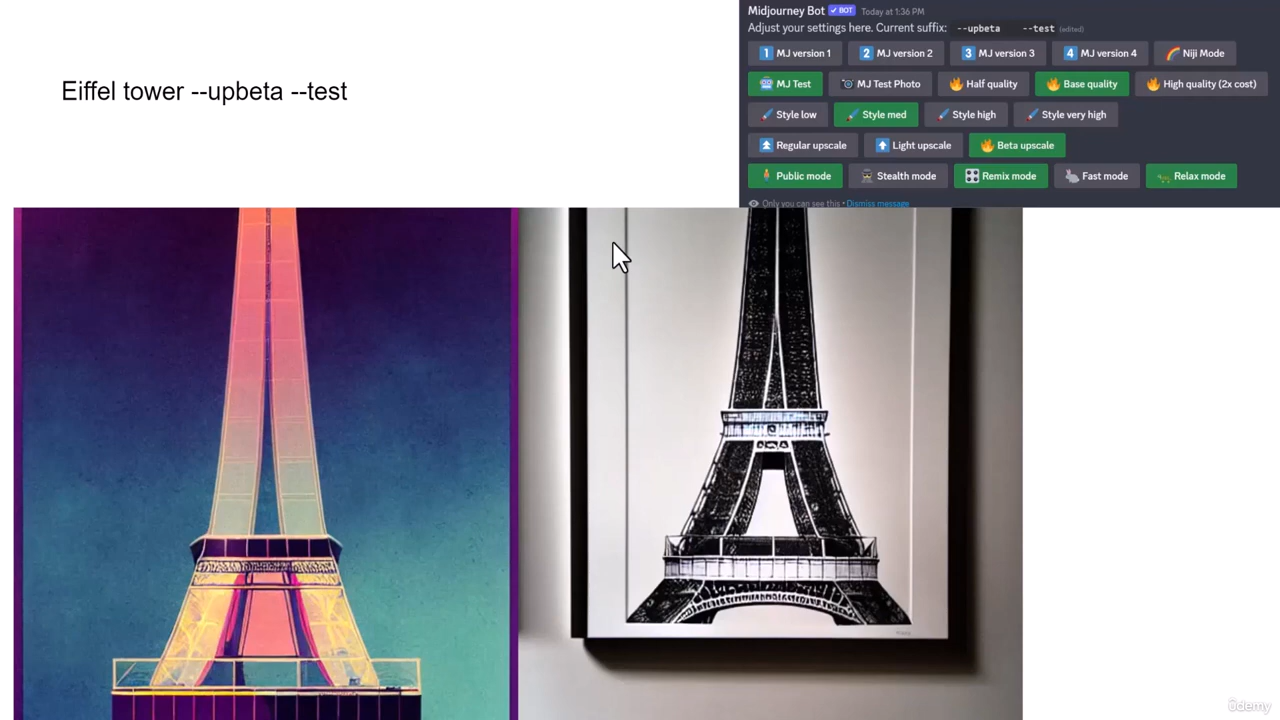 Midjourney Bot ✓ BOT Today at 1:36 PM
Adjust your settings here. Current suffix: --upbeta --test (edited)
1 MJ version 1 2 MJ version 2 3 MJ version 3 4 MJ version 4 Niji Mode
Eiffel tower --upbeta --test
MJ Test MJ Test Photo Half quality Base quality High quality (2x cost)
Style low Style med Style high Style very high
Regular upscale Light upscale Beta upscale
Public mode Stealth mode Remix mode Fast mode Relax mode
Only you can see this • Dismiss message
ûdemy